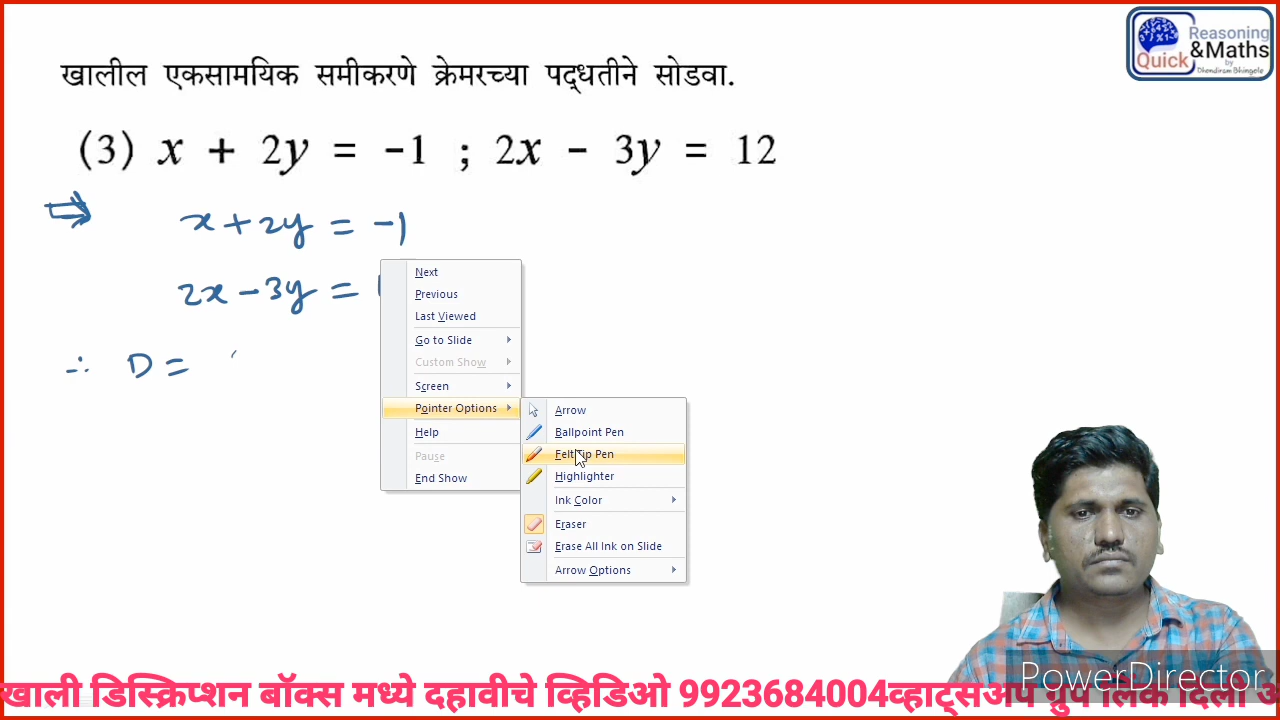 Reasoning
&Maths
Quick
by
Dhondiram Bhingole
खालील एकसामयिक समीकरणे क्रेमरच्या पद्धतीने सोडवा.
(3) x + 2y = -1 ; 2x - 3y = 12
⇒ x + 2y = -1
2x - 3y =
∴ D =
Next
Previous
Last Viewed
Go to Slide
Custom Show
Screen
Pointer Options
Help
Pause
End Show
Arrow
Ballpoint Pen
Felt Tip Pen
Highlighter
Ink Color
Eraser
Erase All Ink on Slide
Arrow Options
PowerDirector
खाली डिस्क्रिप्शन बॉक्स मध्ये दहावीचे व्हिडिओ 9923684004व्हाट्सअप ग्रुप लिंक दिली